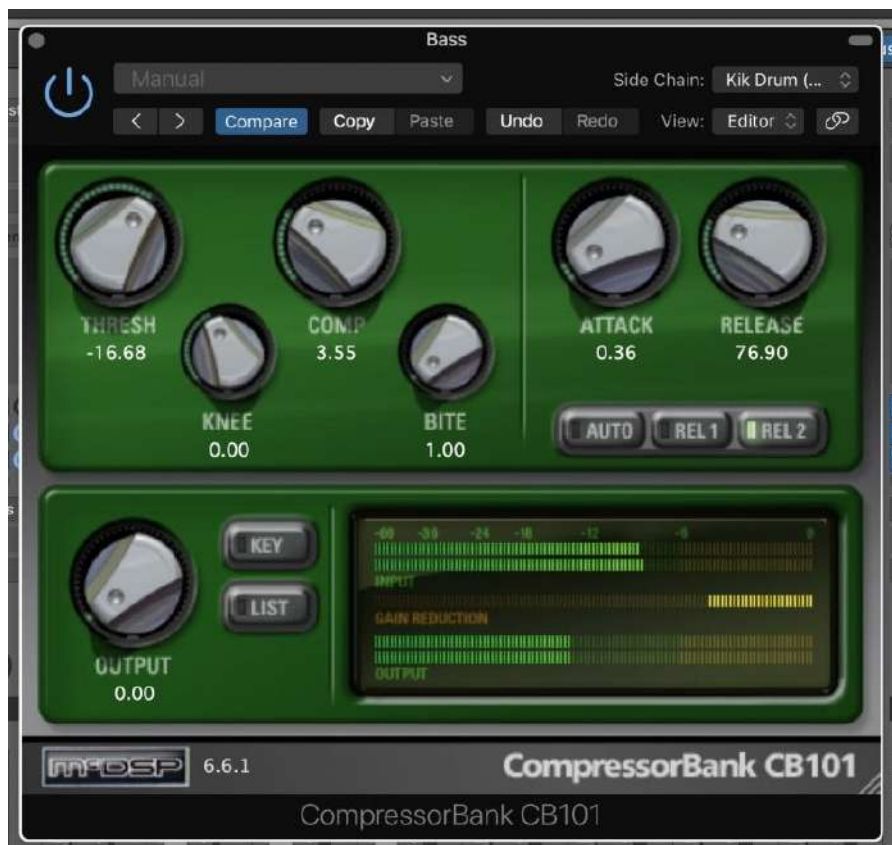 Bass
Manual
Side Chain: Kik Drum (...
Compare Copy Paste Undo Redo View: Editor
THRESH COMP ATTACK RELEASE
-16.68 3.55 0.36 76.90
KNEE BITE
0.00 1.00
AUTO REL 1 REL 2
KEY
LIST
-60 -36 -24 -18 -12 -6 0
INPUT
GAIN REDUCTION
OUTPUT
OUTPUT
0.00
McDSP 6.6.1 CompressorBank CB101
CompressorBank CB101